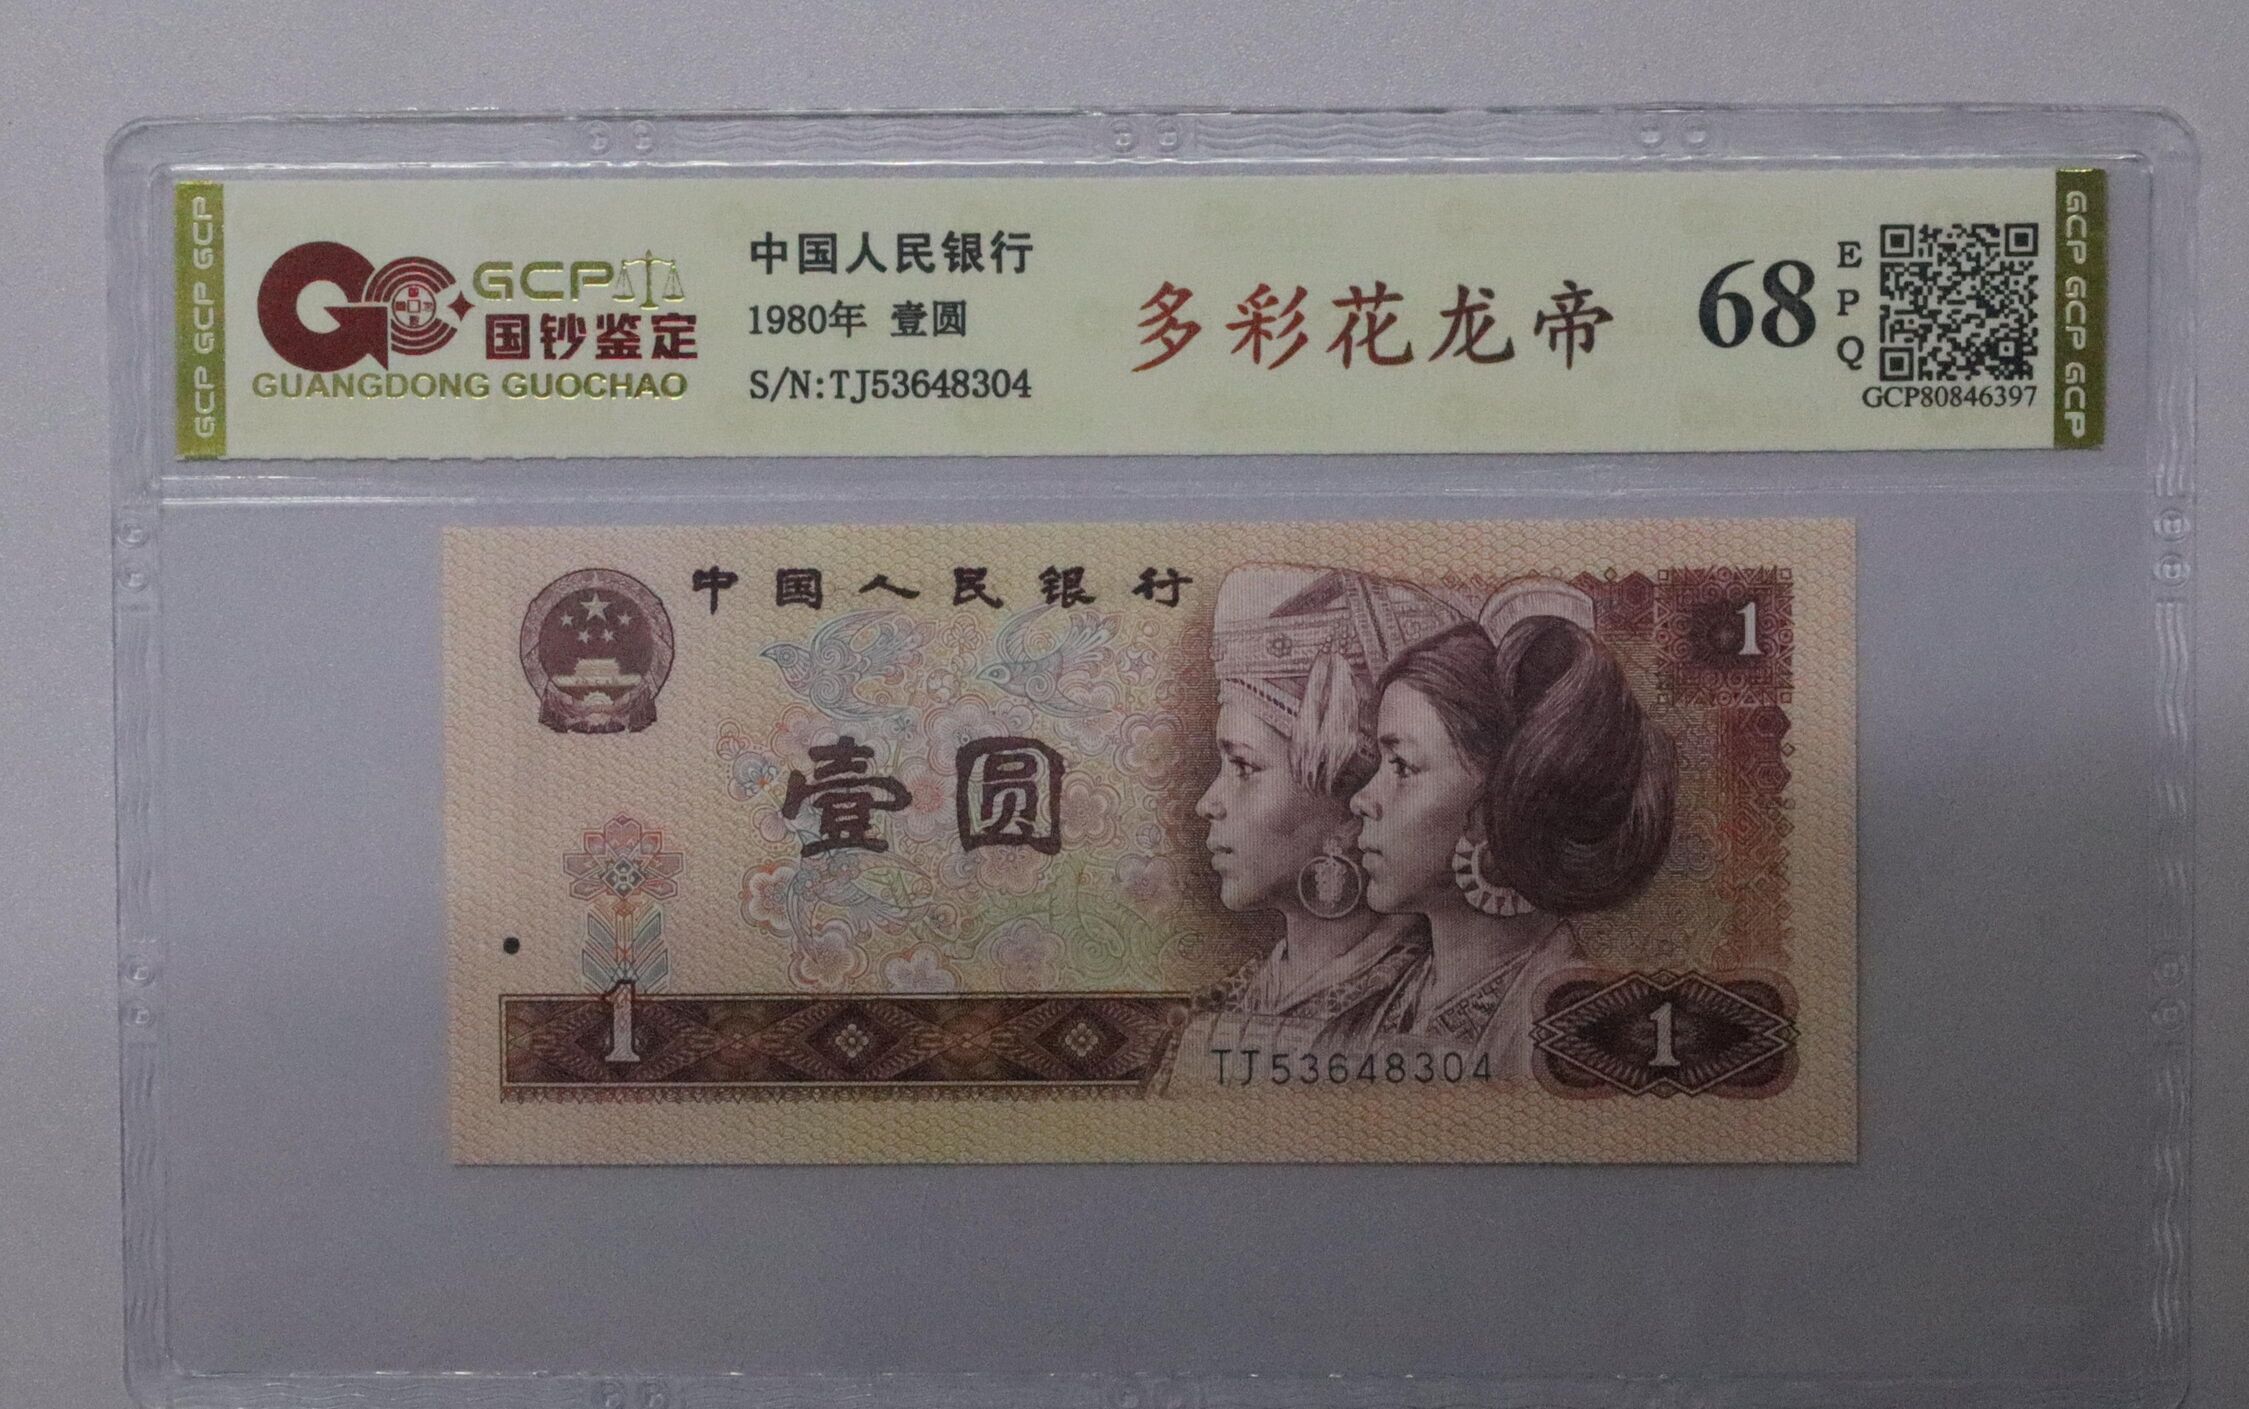 GCP GCP GCP
GCP
国钞鉴定
GUANGDONG GUOCHAO
中国人民银行
1980年 壹圆
S/N:TJ53648304
多彩花龙帝
68
EPQ
GCP80846397
GCP GCP GCP
中国人民银行
1
壹圆
1
TJ53648304
1